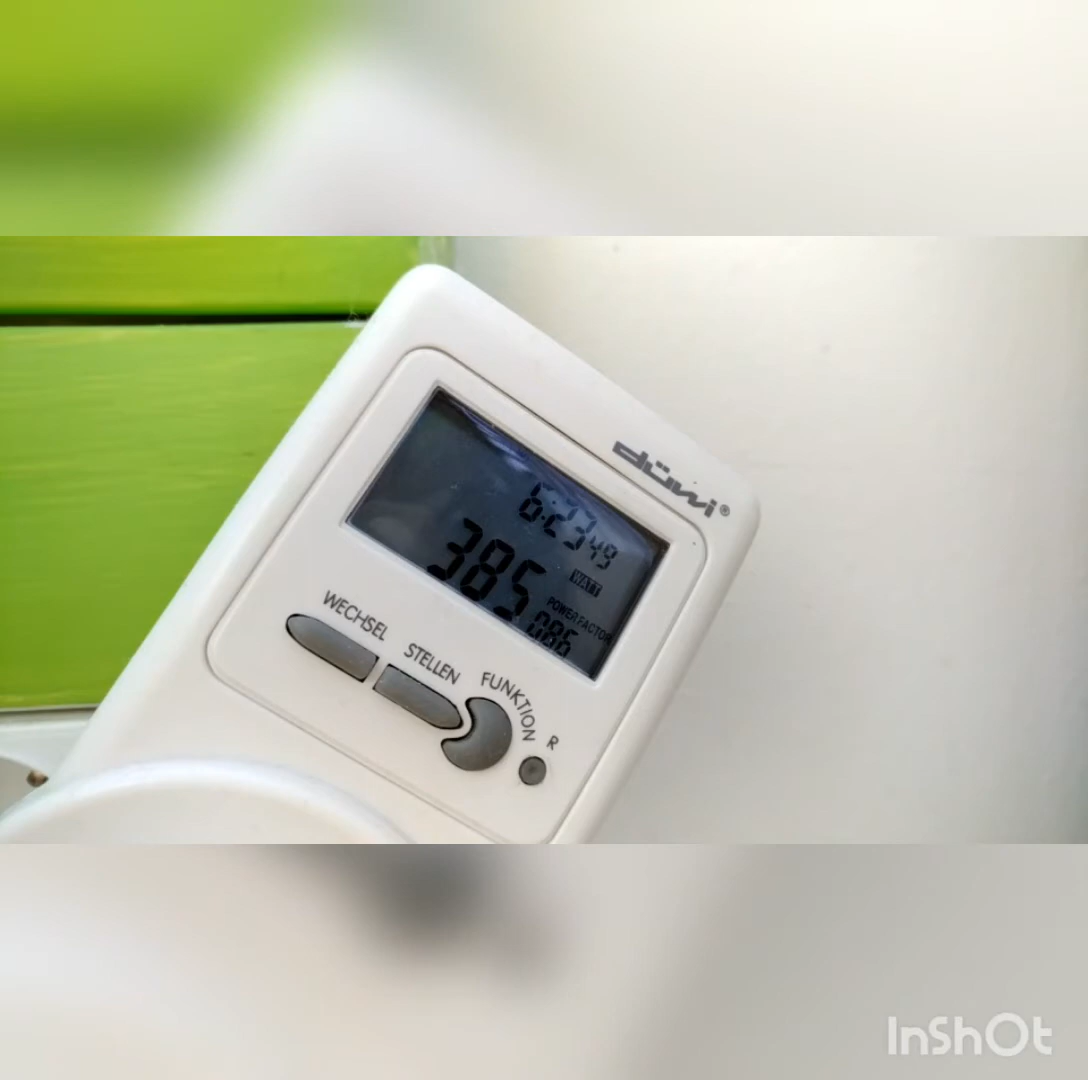 düwi®
6:23 49
WATT
385
POWER FACTOR
0.86
WECHSEL
STELLEN
FUNKTION
R
InShOt